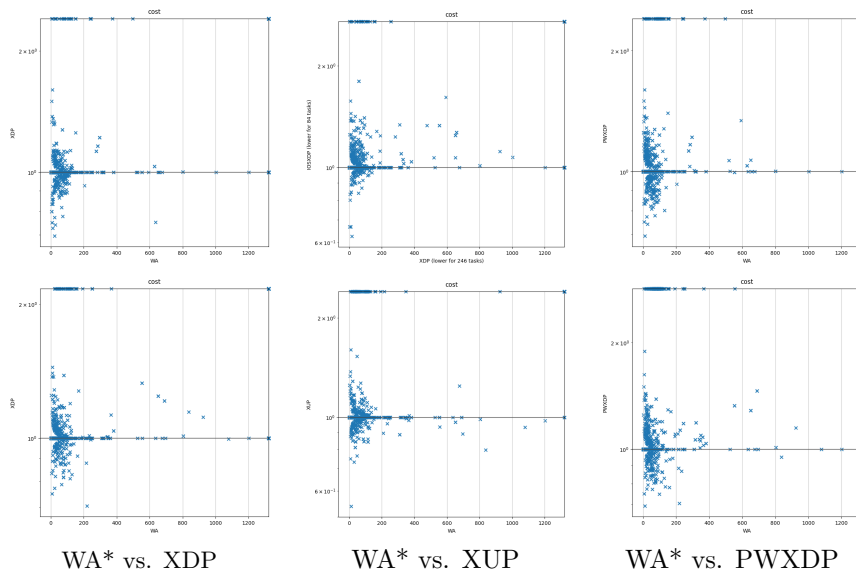 cost
cost
cost
2 × 10⁰
2 × 10⁰
2 × 10⁰
XDP
IOSXDP (lower for 84 tasks)
PWXDP
10⁰
10⁰
10⁰
6 × 10⁻¹
0 200 400 600 800 1000 1200
0 200 400 600 800 1000 1200
0 200 400 600 800 1000 1200
WA
XDP (lower for 246 tasks)
WA
cost
cost
cost
2 × 10⁰
2 × 10⁰
2 × 10⁰
XDP
XUP
PWXDP
10⁰
10⁰
10⁰
6 × 10⁻¹
0 200 400 600 800 1000 1200
0 200 400 600 800 1000 1200
0 200 400 600 800 1000 1200
WA
WA
WA
WA* vs. XDP
WA* vs. XUP
WA* vs. PWXDP